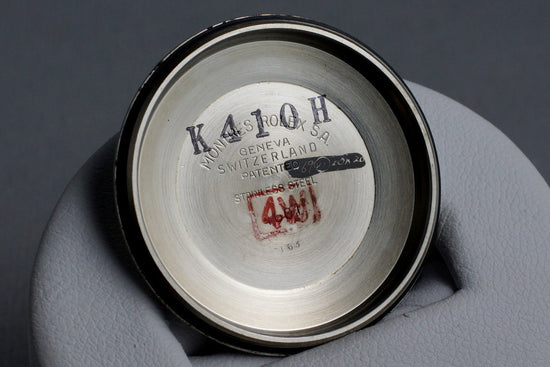 K410H
MONTRES ROLEX S.A.
GENEVA
SWITZERLAND
PATENTED
STAINLESS STEEL
4W